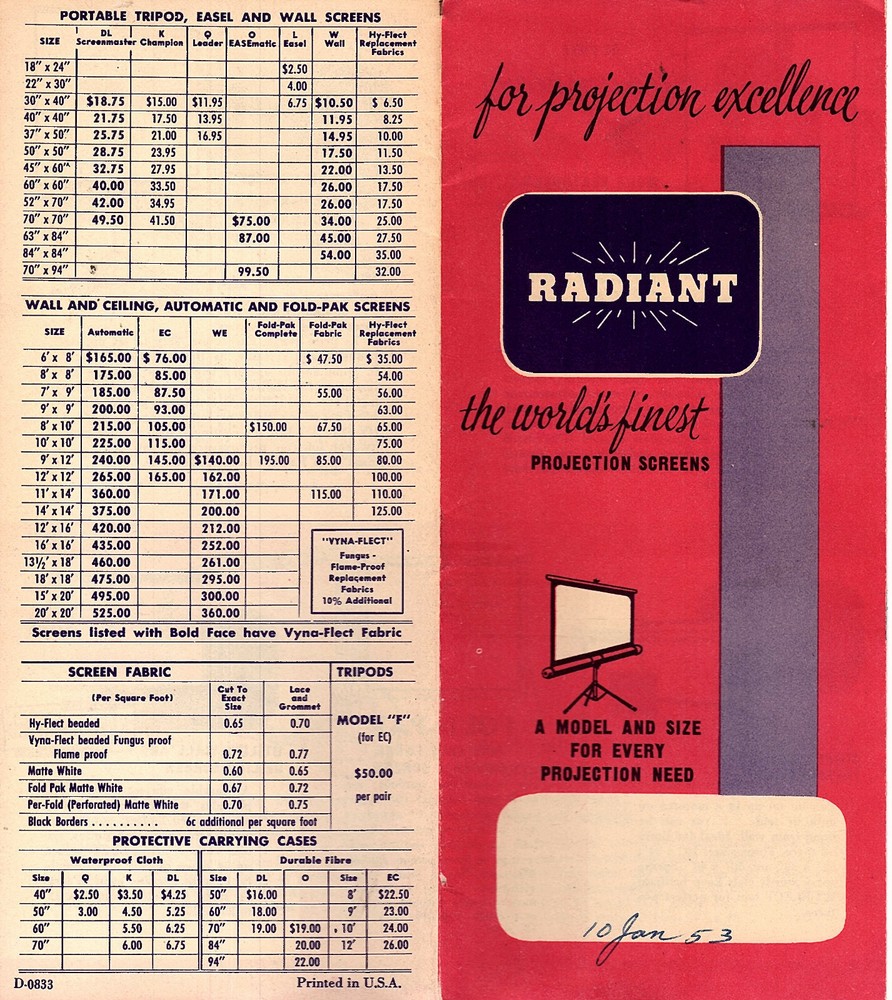 PORTABLE TRIPOD, EASEL AND WALL SCREENS
SIZE DL Screenmaster K Champion Q Leader O EASEmatic L Easel W Wall Hy-Flect Replacement Fabrics
18" x 24" $2.50
22" x 30" 4.00
30" x 40" $18.75 $15.00 $11.95 6.75 $10.50 $ 6.50
40" x 40" 21.75 17.50 13.95 11.95 8.25
37" x 50" 25.75 21.00 16.95 14.95 10.00
50" x 50" 28.75 23.95 17.50 11.50
45" x 60" 32.75 27.95 22.00 13.50
60" x 60" 40.00 33.50 26.00 17.50
52" x 70" 42.00 34.95 26.00 17.50
70" x 70" 49.50 41.50 $75.00 34.00 25.00
63" x 84" 87.00 45.00 27.50
84" x 84" 54.00 35.00
70" x 94" 99.50 32.00
WALL AND CEILING, AUTOMATIC AND FOLD-PAK SCREENS
SIZE Automatic EC WE Fold-Pak Complete Fold-Pak Fabric Hy-Flect Replacement Fabrics
6' x 8' $165.00 $ 76.00 $ 47.50 $ 35.00
8' x 8' 175.00 85.00 54.00
7' x 9' 185.00 87.50 55.00 56.00
9' x 9' 200.00 93.00 63.00
8' x 10' 215.00 105.00 $150.00 67.50 65.00
10' x 10' 225.00 115.00 75.00
9' x 12' 240.00 145.00 $140.00 195.00 85.00 80.00
12' x 12' 265.00 165.00 162.00 100.00
11' x 14' 360.00 171.00 115.00 110.00
14' x 14' 375.00 200.00 125.00
12' x 16' 420.00 212.00
16' x 16' 435.00 252.00
13½' x 18' 460.00 261.00
18' x 18' 475.00 295.00
15' x 20' 495.00 300.00
20' x 20' 525.00 360.00
"VYNA-FLECT"
Fungus -
Flame-Proof
Replacement
Fabrics
10% Additional
Screens listed with Bold Face have Vyna-Flect Fabric
SCREEN FABRIC
(Per Square Foot) Cut To Exact Size Lace and Grommet
Hy-Flect beaded 0.65 0.70
Vyna-Flect beaded Fungus proof
Flame proof 0.72 0.77
Matte White 0.60 0.65
Fold Pak Matte White 0.67 0.72
Per-Fold (Perforated) Matte White 0.70 0.75
Black Borders . . . . . . . . . . 6c additional per square foot
TRIPODS
MODEL "F"
(for EC)
$50.00
per pair
PROTECTIVE CARRYING CASES
Waterproof Cloth Durable Fibre
Size Q K DL Size DL O Size EC
40" $2.50 $3.50 $4.25 50" $16.00 8' $22.50
50" 3.00 4.50 5.25 60" 18.00 9' 23.00
60" 5.50 6.25 70" 19.00 $19.00 10' 24.00
70" 6.00 6.75 84" 20.00 12' 26.00
94" 22.00
D-0833 Printed in U.S.A.
for projection excellence
RADIANT
the world's finest
PROJECTION SCREENS
A MODEL AND SIZE
FOR EVERY
PROJECTION NEED
10 Jan 53